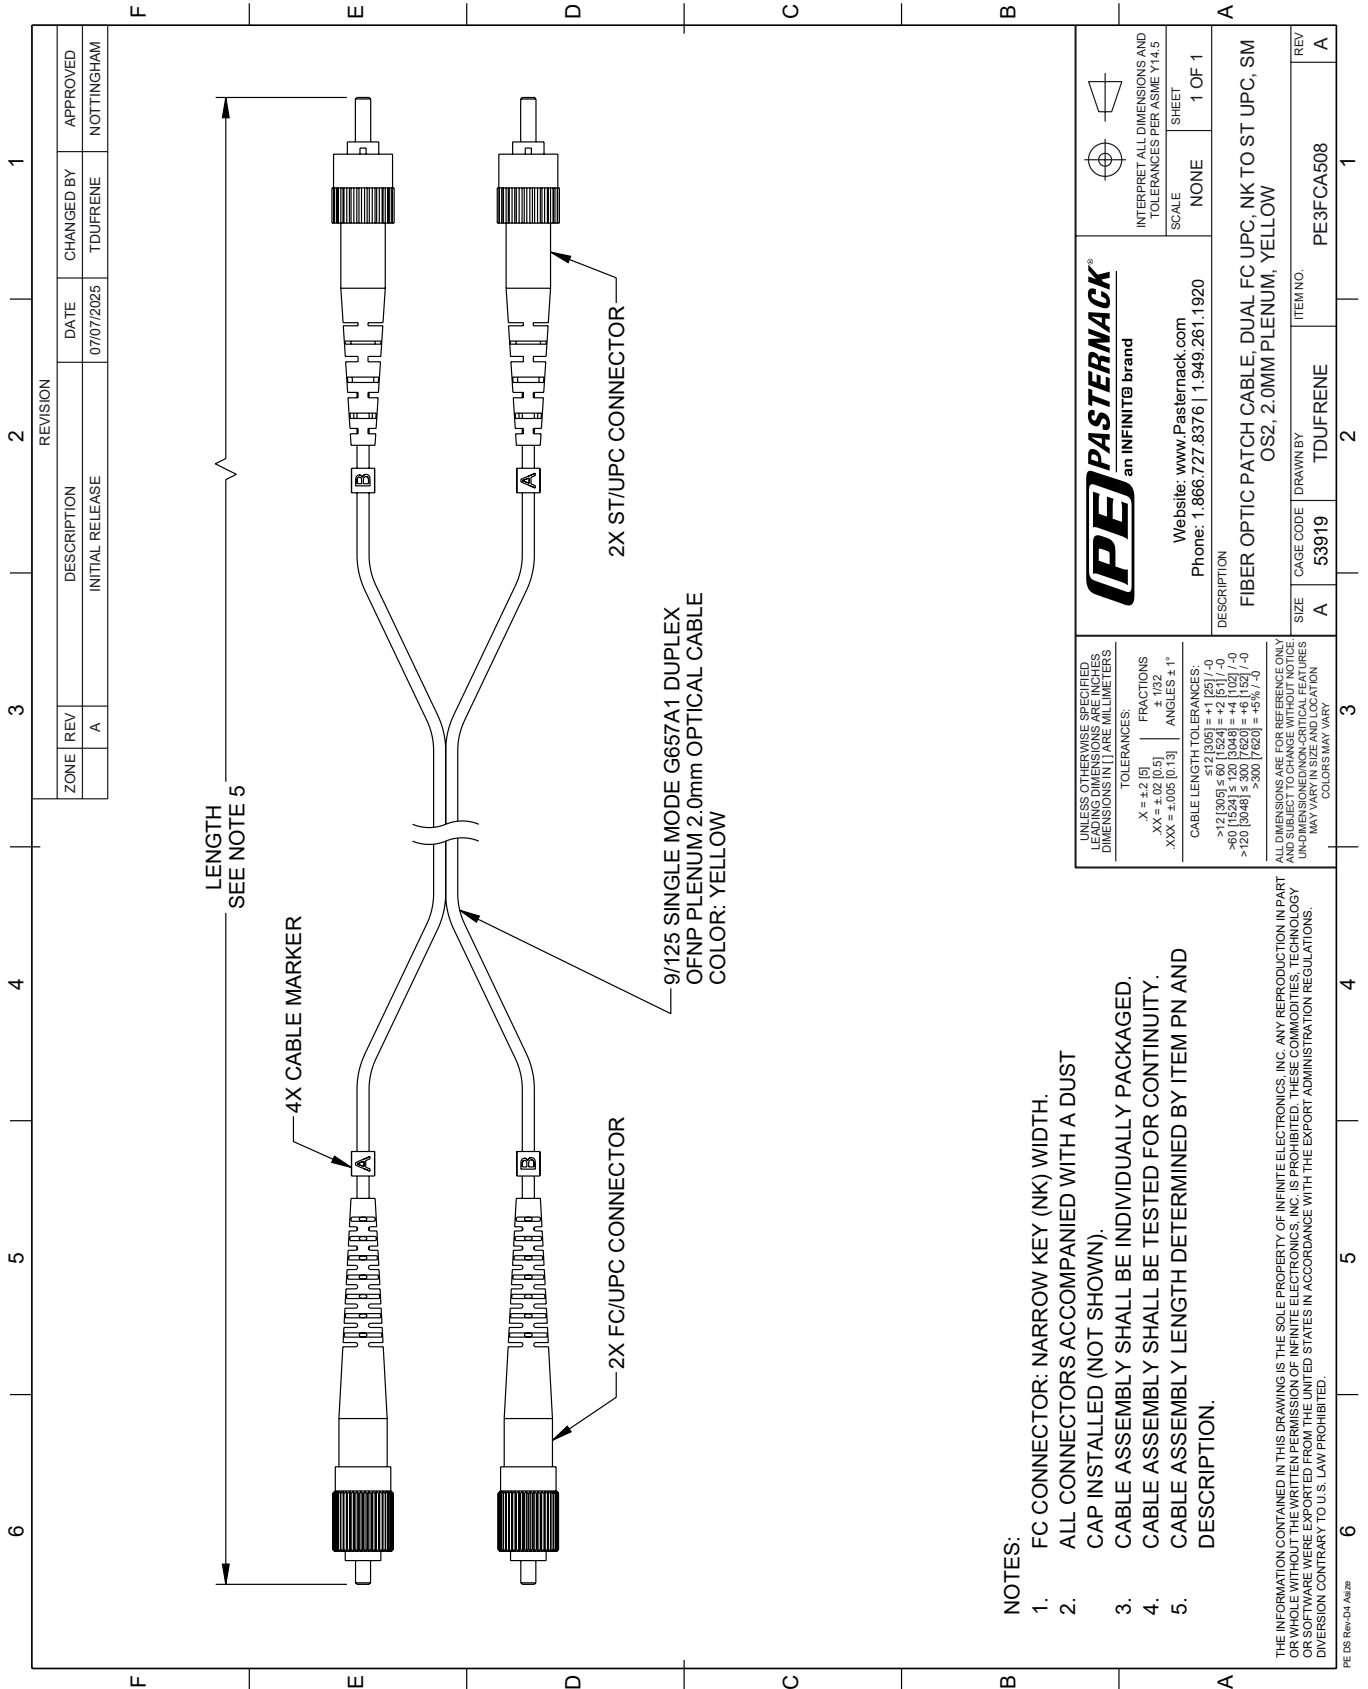 REVISION
ZONE REV DESCRIPTION DATE CHANGED BY APPROVED
A INITIAL RELEASE 07/07/2025 TDUFRENE NOTTINGHAM
6 5 4 3 2 1
F
E
D
C
B
A
LENGTH
SEE NOTE 5
4X CABLE MARKER
A
B
B
A
2X FC/UPC CONNECTOR
2X ST/UPC CONNECTOR
9/125 SINGLE MODE G657A1 DUPLEX
OFNP PLENUM 2.0mm OPTICAL CABLE
COLOR: YELLOW
NOTES:
1. FC CONNECTOR: NARROW KEY (NK) WIDTH.
2. ALL CONNECTORS ACCOMPANIED WITH A DUST
CAP INSTALLED (NOT SHOWN).
3. CABLE ASSEMBLY SHALL BE INDIVIDUALLY PACKAGED.
4. CABLE ASSEMBLY SHALL BE TESTED FOR CONTINUITY.
5. CABLE ASSEMBLY LENGTH DETERMINED BY ITEM PN AND
DESCRIPTION.
THE INFORMATION CONTAINED IN THIS DRAWING IS THE SOLE PROPERTY OF INFINITE ELECTRONICS, INC. ANY REPRODUCTION IN PART
OR WHOLE WITHOUT THE WRITTEN PERMISSION OF INFINITE ELECTRONICS, INC. IS PROHIBITED. THESE COMMODITIES, TECHNOLOGY
OR SOFTWARE WERE EXPORTED FROM THE UNITED STATES IN ACCORDANCE WITH THE EXPORT ADMINISTRATION REGULATIONS.
DIVERSION CONTRARY TO U.S. LAW PROHIBITED.
UNLESS OTHERWISE SPECIFIED
LEADING DIMENSIONS ARE INCHES
DIMENSIONS IN [ ] ARE MILLIMETERS
TOLERANCES:
.X = ±.2 [5] FRACTIONS
.XX = ±.02 [0.5] ± 1/32
.XXX = ±.005 [0.13] ANGLES ± 1°
CABLE LENGTH TOLERANCES:
≤12 [305] = +1 [25] / -0
>12 [305] ≤ 60 [1524] = +2 [51] / -0
>60 [1524] ≤ 120 [3048] = +4 [102] / -0
>120 [3048] ≤ 300 [7620] = +6 [152] / -0
>300 [7620] = +5% / -0
ALL DIMENSIONS ARE FOR REFERENCE ONLY
AND SUBJECT TO CHANGE WITHOUT NOTICE.
UN-DIMENSIONED/NON-CRITICAL FEATURES
MAY VARY IN SIZE AND LOCATION
COLORS MAY VARY
PE PASTERNACK®
an INFINIT@ brand
Website: www.Pasternack.com
Phone: 1.866.727.8376 | 1.949.261.1920
INTERPRET ALL DIMENSIONS AND
TOLERANCES PER ASME Y14.5
SCALE SHEET
NONE 1 OF 1
DESCRIPTION
FIBER OPTIC PATCH CABLE, DUAL FC UPC, NK TO ST UPC, SM
OS2, 2.0MM PLENUM, YELLOW
SIZE CAGE CODE DRAWN BY ITEM NO. REV
A 53919 TDUFRENE PE3FCA508 A
F
E
D
C
B
A
6 5 4 3 2 1
PE DS Rev-D4 Asize